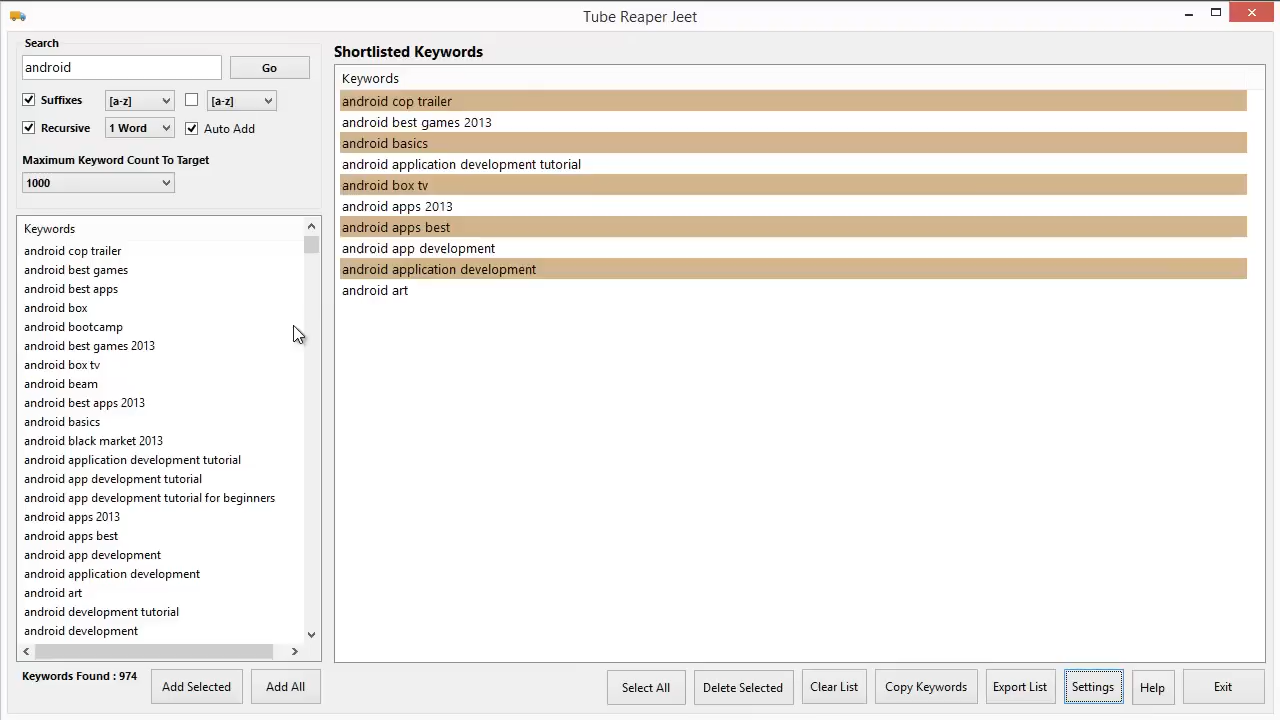 Tube Reaper Jeet
Search
android
Go
Suffixes [a-z] [a-z]
Recursive 1 Word Auto Add
Maximum Keyword Count To Target
1000
Keywords
android cop trailer
android best games
android best apps
android box
android bootcamp
android best games 2013
android box tv
android beam
android best apps 2013
android basics
android black market 2013
android application development tutorial
android app development tutorial
android app development tutorial for beginners
android apps 2013
android apps best
android app development
android application development
android art
android development tutorial
android development
Keywords Found : 974
Add Selected
Add All
Shortlisted Keywords
Keywords
android cop trailer
android best games 2013
android basics
android application development tutorial
android box tv
android apps 2013
android apps best
android app development
android application development
android art
Select All
Delete Selected
Clear List
Copy Keywords
Export List
Settings
Help
Exit